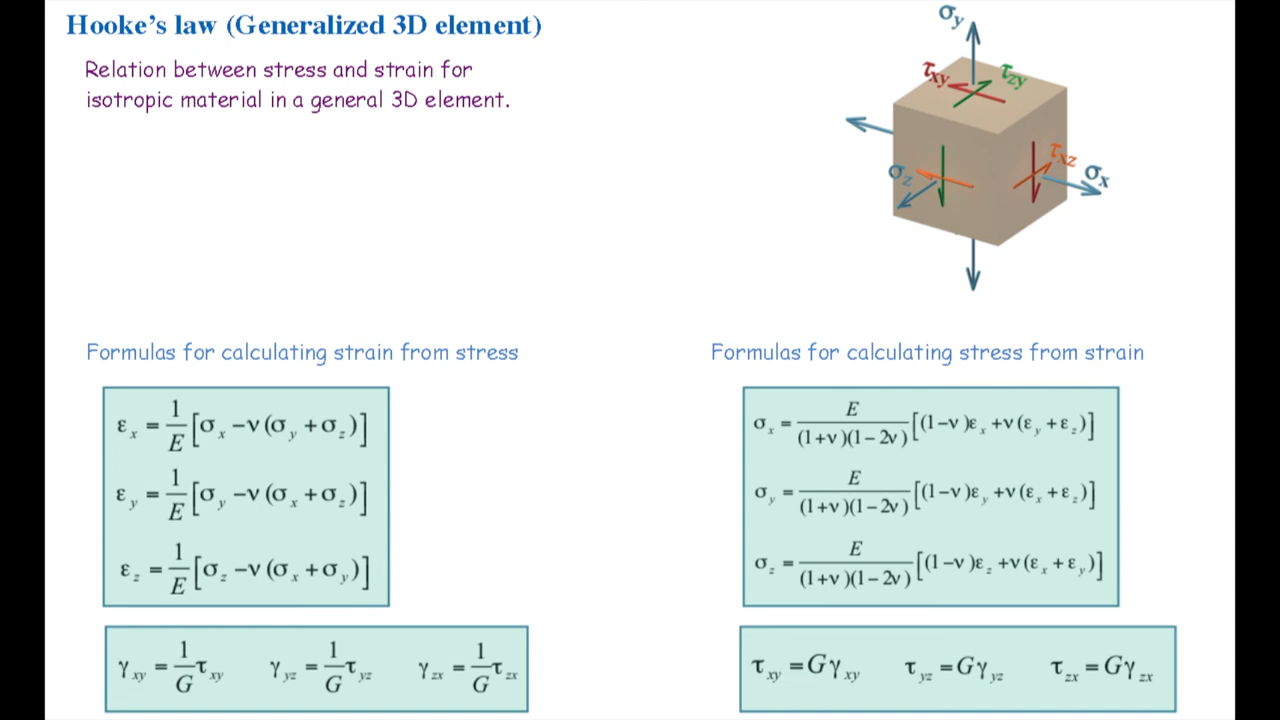 Hooke's law (Generalized 3D element)
Relation between stress and strain for
isotropic material in a general 3D element.
σy
τxy
τzy
τxz
σz
σx
Formulas for calculating strain from stress
εx = 1/E [σx −ν(σy +σz)]
εy = 1/E [σy −ν(σx +σz)]
εz = 1/E [σz −ν(σx +σy)]
γxy = 1/G τxy γyz = 1/G τyz γzx = 1/G τzx
Formulas for calculating stress from strain
σx = E/(1+ν)(1−2ν) [(1−ν)εx +ν(εy +εz)]
σy = E/(1+ν)(1−2ν) [(1−ν)εy +ν(εx +εz)]
σz = E/(1+ν)(1−2ν) [(1−ν)εz +ν(εx +εy)]
τxy =Gγxy τyz =Gγyz τzx =Gγzx